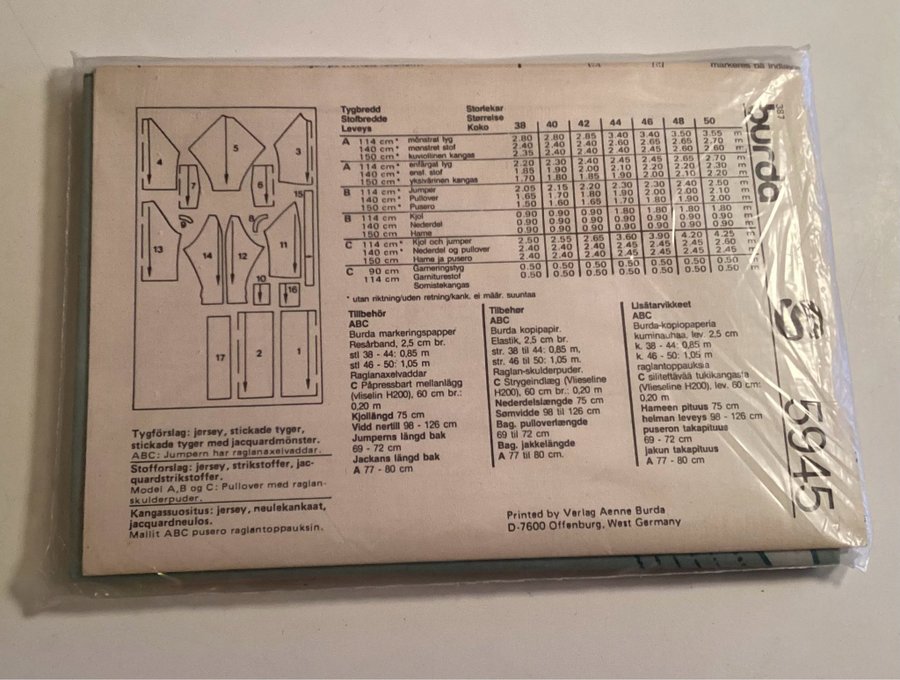 markeres på
387
burda
5945
4
5
3
7
6
15
9
8
13
14
12
11
10
16
17
2
1
Tygbredd Storlekar
Stofbredde Størrelse
Leveys Koko 38 40 42 44 46 48 50
A 114 cm* mönstrat tyg 2.80 2.80 2.85 3.40 3.40 3.50 3.55 m
140 cm* mønstret stof 2.40 2.40 2.40 2.60 2.65 2.65 2.70 m
150 cm* kuviollinen kangas 2.35 2.40 2.40 2.40 2.45 2.60 2.60 m
A 114 cm* enfärgat tyg 2.20 2.30 2.40 2.45 2.45 2.65 2.70 m
140 cm* ensf. stof 1.85 1.90 2.00 2.10 2.20 2.20 2.30 m
150 cm* yksivärinen kangas 1.70 1.80 1.85 1.90 2.00 2.10 2.20 m
B 114 cm* Jumper 2.05 2.15 2.20 2.30 2.30 2.40 2.50 m
140 cm* Pullover 1.65 1.70 1.80 1.90 2.00 2.00 2.10 m
150 cm* Pusero 1.50 1.60 1.65 1.70 1.80 1.90 2.00 m
B 114 cm Kjol 0.90 0.90 0.90 1.80 1.80 1.80 1.80 m
140 cm Nederdel 0.90 0.90 0.90 0.90 0.90 0.90 0.90 m
150 cm Hame 0.90 0.90 0.90 0.90 0.90 0.90 0.90 m
C 114 cm* Kjol och jumper 2.50 2.55 2.65 3.60 3.90 4.20 4.25 m
140 cm* Nederdel og pullover 2.40 2.40 2.40 2.45 2.45 2.45 2.60 m
150 cm Hame ja pusero 2.40 2.40 2.40 2.45 2.45 2.45 2.45 m
C 90 cm Garneringstyg 0.50 0.50 0.50 0.50 0.50 0.50 0.50 m
114 cm Garniturestof 0.50 0.50 0.50 0.50 0.50 0.50 0.50 m
Somistekangas
* utan riktning/uden retning/kank. ei määr. suuntaa
Tillbehör
ABC
Burda markeringspapper
Resårband, 2,5 cm br.
stl 38 - 44: 0,85 m
stl 46 - 50: 1,05 m
Raglanaxelvaddar
C Påpressbart mellanlägg
(Vliselin H200), 60 cm br.:
0,20 m
Kjollängd 75 cm
Vidd nertill 98 - 126 cm
Jumperns längd bak
69 - 72 cm
Jackans längd bak
A 77 - 80 cm
Tilbehør
ABC
Burda kopipapir.
Elastik, 2,5 cm br.:
str. 38 til 44: 0,85 m,
str. 46 til 50: 1,05 m.
Raglan-skulderpuder.
C Strygeindlæg (Vlieseline
H200), 60 cm br.: 0,20 m
Nederdelslængde 75 cm
Sømvidde 98 til 126 cm
Bag. pulloverlængde
69 til 72 cm
Bag. jakkelængde
A 77 til 80 cm.
Lisätarvikkeet
ABC
Burda-kopiopaperia
kuminauhaa, lev. 2,5 cm
k. 38 - 44: 0,85 m
k. 46 - 50: 1,05 m
raglantoppauksia
C silitettävää tukikangasta
(Vlieseline H200), lev. 60 cm:
0,20 m
Hameen pituus 75 cm
helman leveys 98 - 126 cm
puseron takapituus
69 - 72 cm
jakun takapituus
A 77 - 80 cm
Tygförslag: jersey, stickade tyger,
stickade tyger med jacquardmönster.
ABC: Jumpern har raglanaxelvaddar.
Stofforslag: jersey, strikstoffer, jac-
quardstrikstoffer.
Model A,B og C: Pullover med raglan-
skulderpuder.
Kangassuositus: jersey, neulekankaat,
jacquardneulos.
Mallit ABC pusero raglantoppauksin.
Printed by Verlag Aenne Burda
D-7600 Offenburg, West Germany